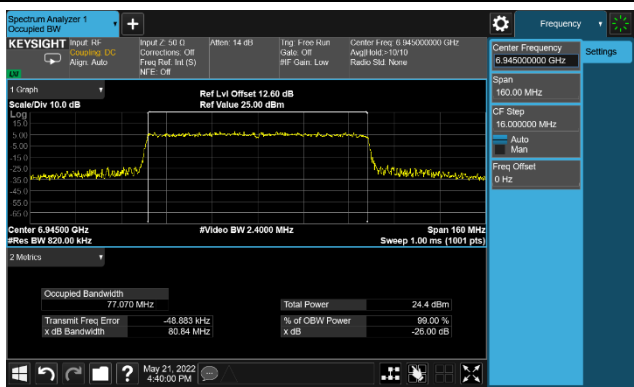 Spectrum Analyzer 1
Occupied BW
+
Frequency
KEYSIGHT
Input: RF
Coupling: DC
Align: Auto
Input Z: 50 Ω
Corrections: Off
Freq Ref: Int (S)
NFE: Off
Atten: 14 dB
Trig: Free Run
Gate: Off
#IF Gain: Low
Center Freq: 6.945000000 GHz
Avg|Hold:>10/10
Radio Std: None
Center Frequency
6.945000000 GHz
Settings
Span
160.00 MHz
CF Step
16.000000 MHz
Auto
Man
Freq Offset
0 Hz
1 Graph
Scale/Div 10.0 dB
Ref Lvl Offset 12.60 dB
Ref Value 25.00 dBm
Log
15.0
5.00
-5.00
-15.0
-25.0
-35.0
-45.0
-55.0
-65.0
Center 6.94500 GHz
#Res BW 820.00 kHz
#Video BW 2.4000 MHz
Span 160 MHz
Sweep 1.00 ms (1001 pts)
2 Metrics
Occupied Bandwidth
77.070 MHz
Total Power
24.4 dBm
Transmit Freq Error
-48.883 kHz
% of OBW Power
99.00 %
x dB Bandwidth
80.84 MHz
x dB
-26.00 dB
?
May 21, 2022
4:40:00 PM